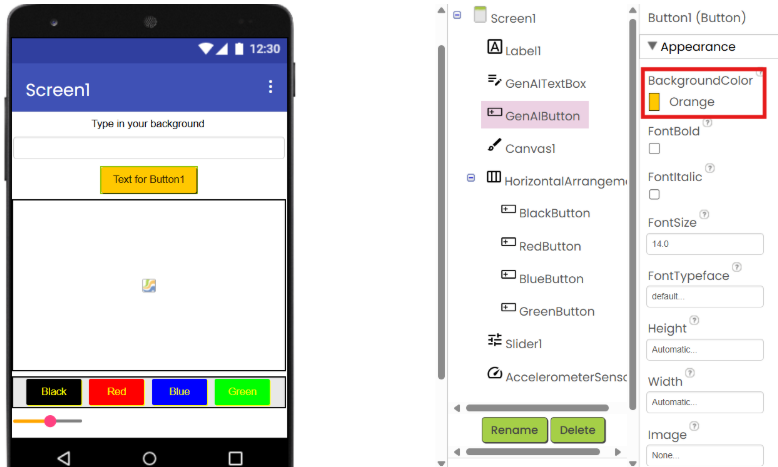 12:30
Screen1
Type in your background
Text for Button1
Black Red Blue Green
Screen1
Label1
GenAITextBox
GenAIButton
Canvas1
HorizontalArrangeme
BlackButton
RedButton
BlueButton
GreenButton
Slider1
AccelerometerSenso
Rename Delete
Button1 (Button)
Appearance
BackgroundColor
Orange
FontBold ?
FontItalic ?
FontSize ?
14.0
FontTypeface ?
default...
Height ?
Automatic...
Width ?
Automatic...
Image ?
None...